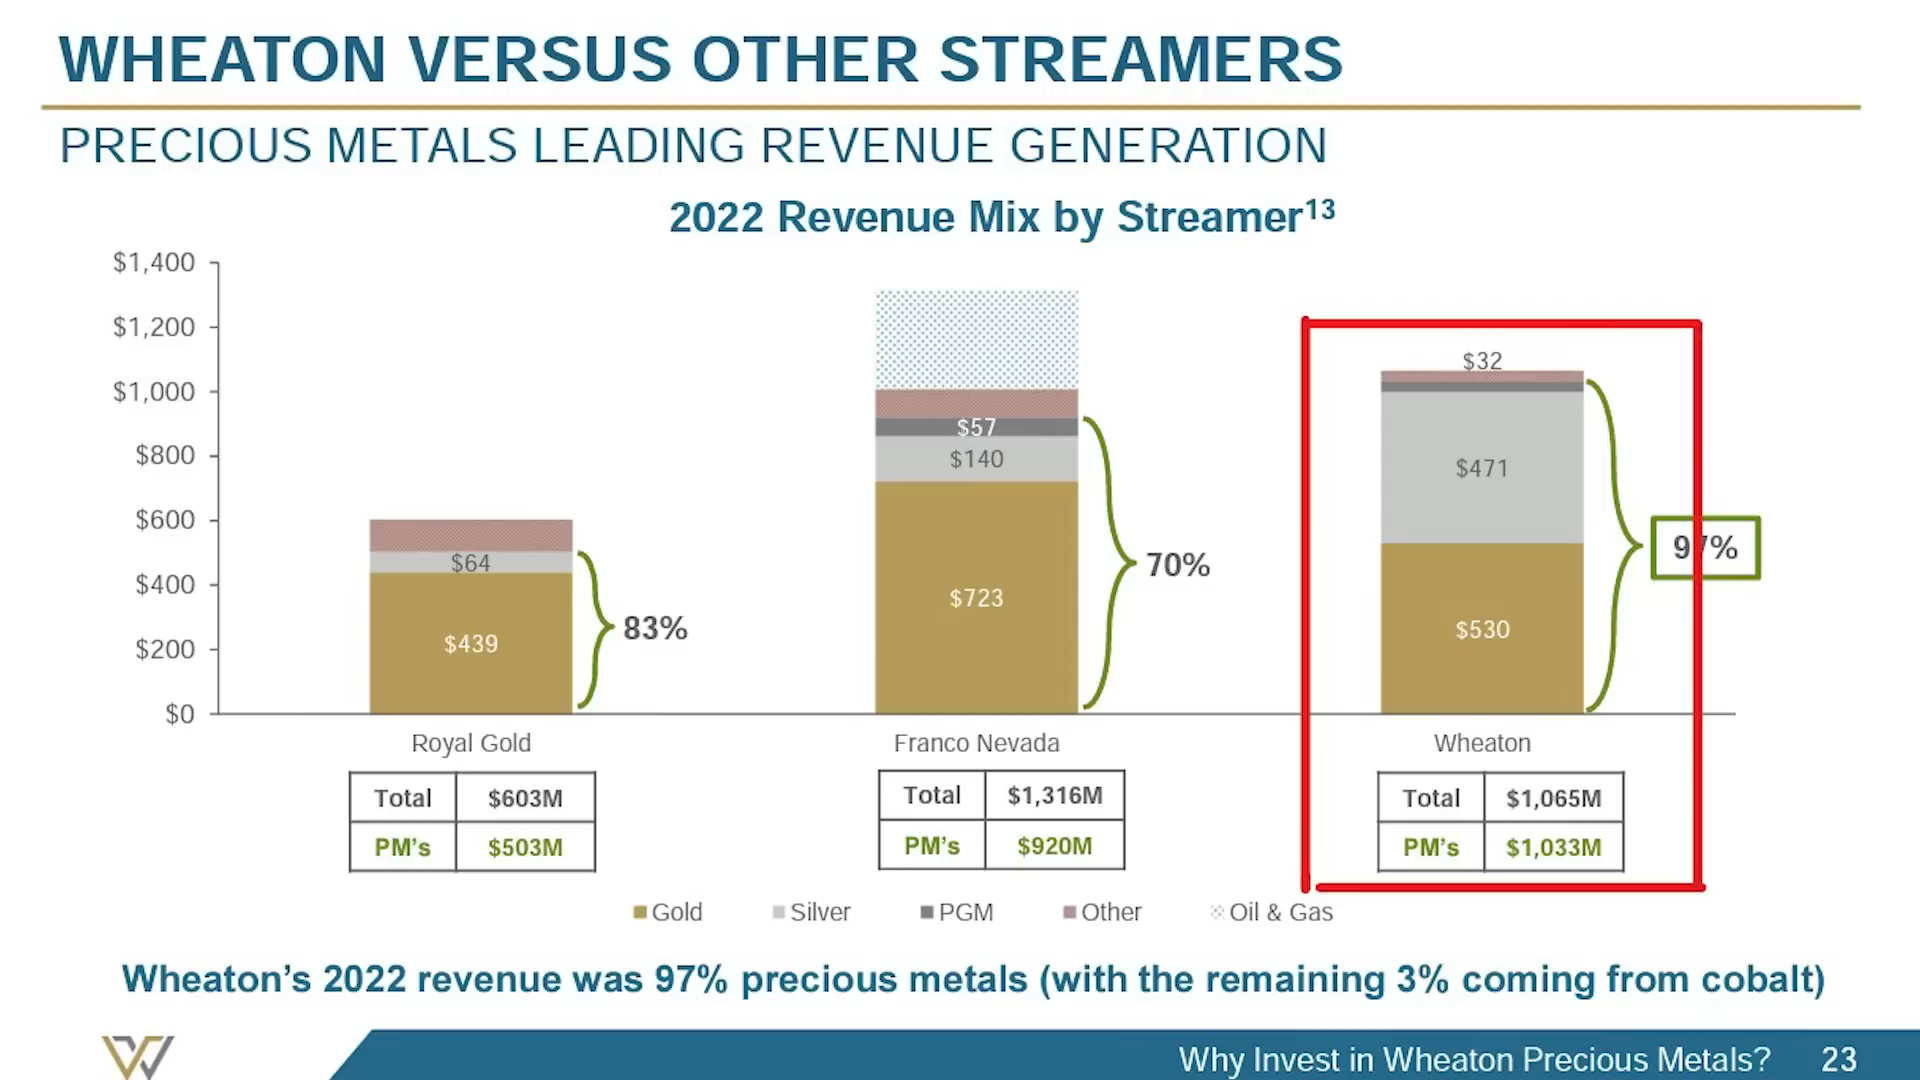 WHEATON VERSUS OTHER STREAMERS
PRECIOUS METALS LEADING REVENUE GENERATION
2022 Revenue Mix by Streamer13
$1,400
$1,200
$1,000
$800
$600
$400
$200
$0
$64
$439
83%
$57
$140
$723
70%
$32
$471
$530
97%
Royal Gold
Franco Nevada
Wheaton
Total $603M
PM's $503M
Total $1,316M
PM's $920M
Total $1,065M
PM's $1,033M
Gold Silver PGM Other Oil & Gas
Wheaton's 2022 revenue was 97% precious metals (with the remaining 3% coming from cobalt)
Why Invest in Wheaton Precious Metals? 23